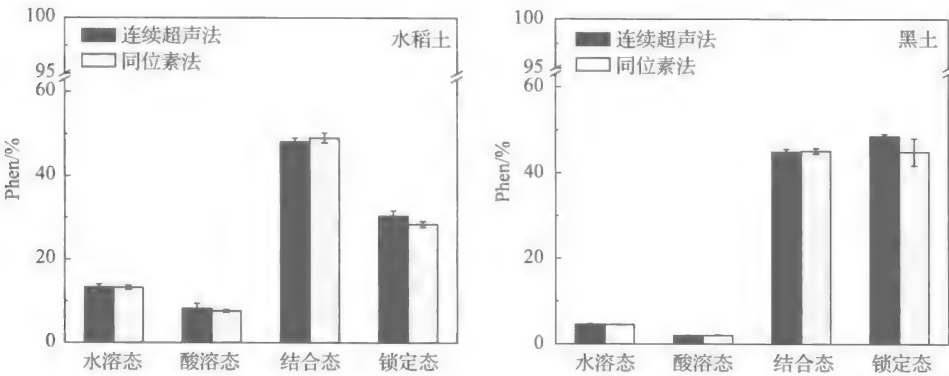 100
95
60
40
20
0
Phen/%
连续超声法
同位素法
水稻土
水溶态 酸溶态 结合态 锁定态
100
95
60
40
20
0
Phen/%
连续超声法
同位素法
黑土
水溶态 酸溶态 结合态 锁定态